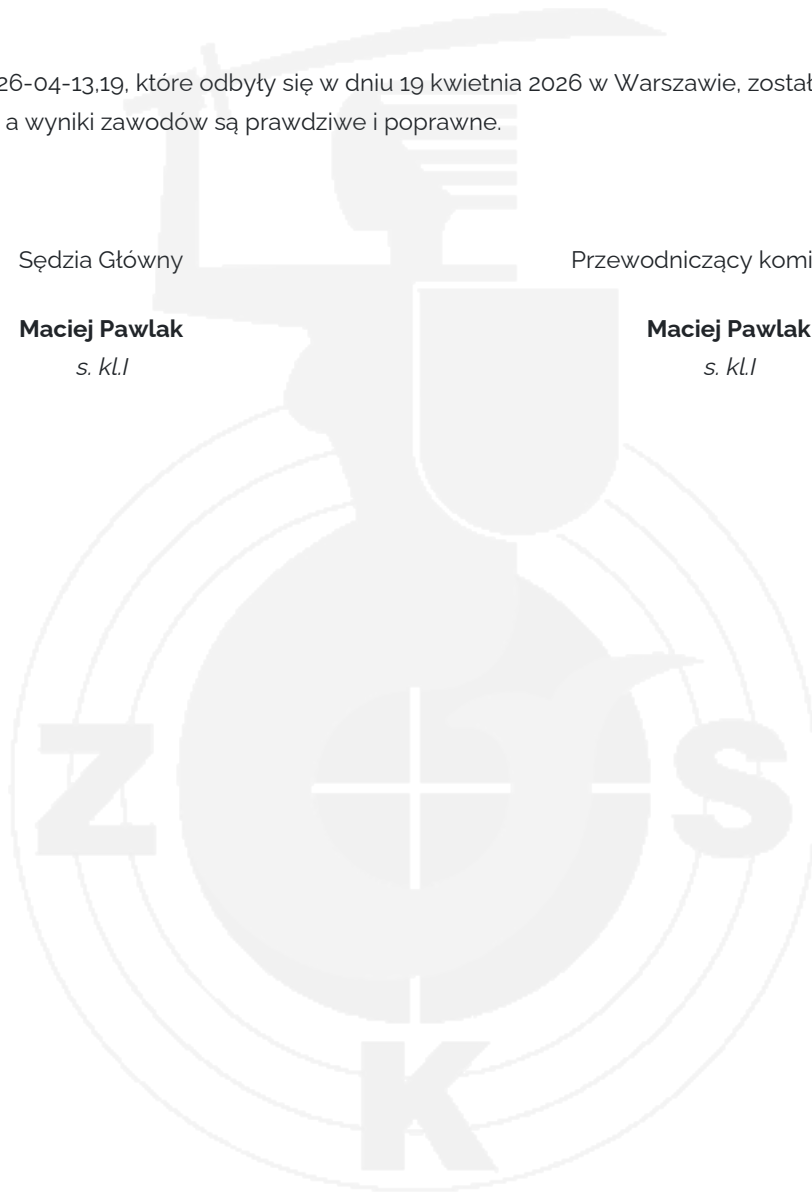 26-04-13,19, które odbyły się w dniu 19 kwietnia 2026 w Warszawie, został
a wyniki zawodów są prawdziwe i poprawne.
Sędzia Główny Przewodniczący komi
Maciej Pawlak Maciej Pawlak
s. kl.I s. kl.I
Z S
K